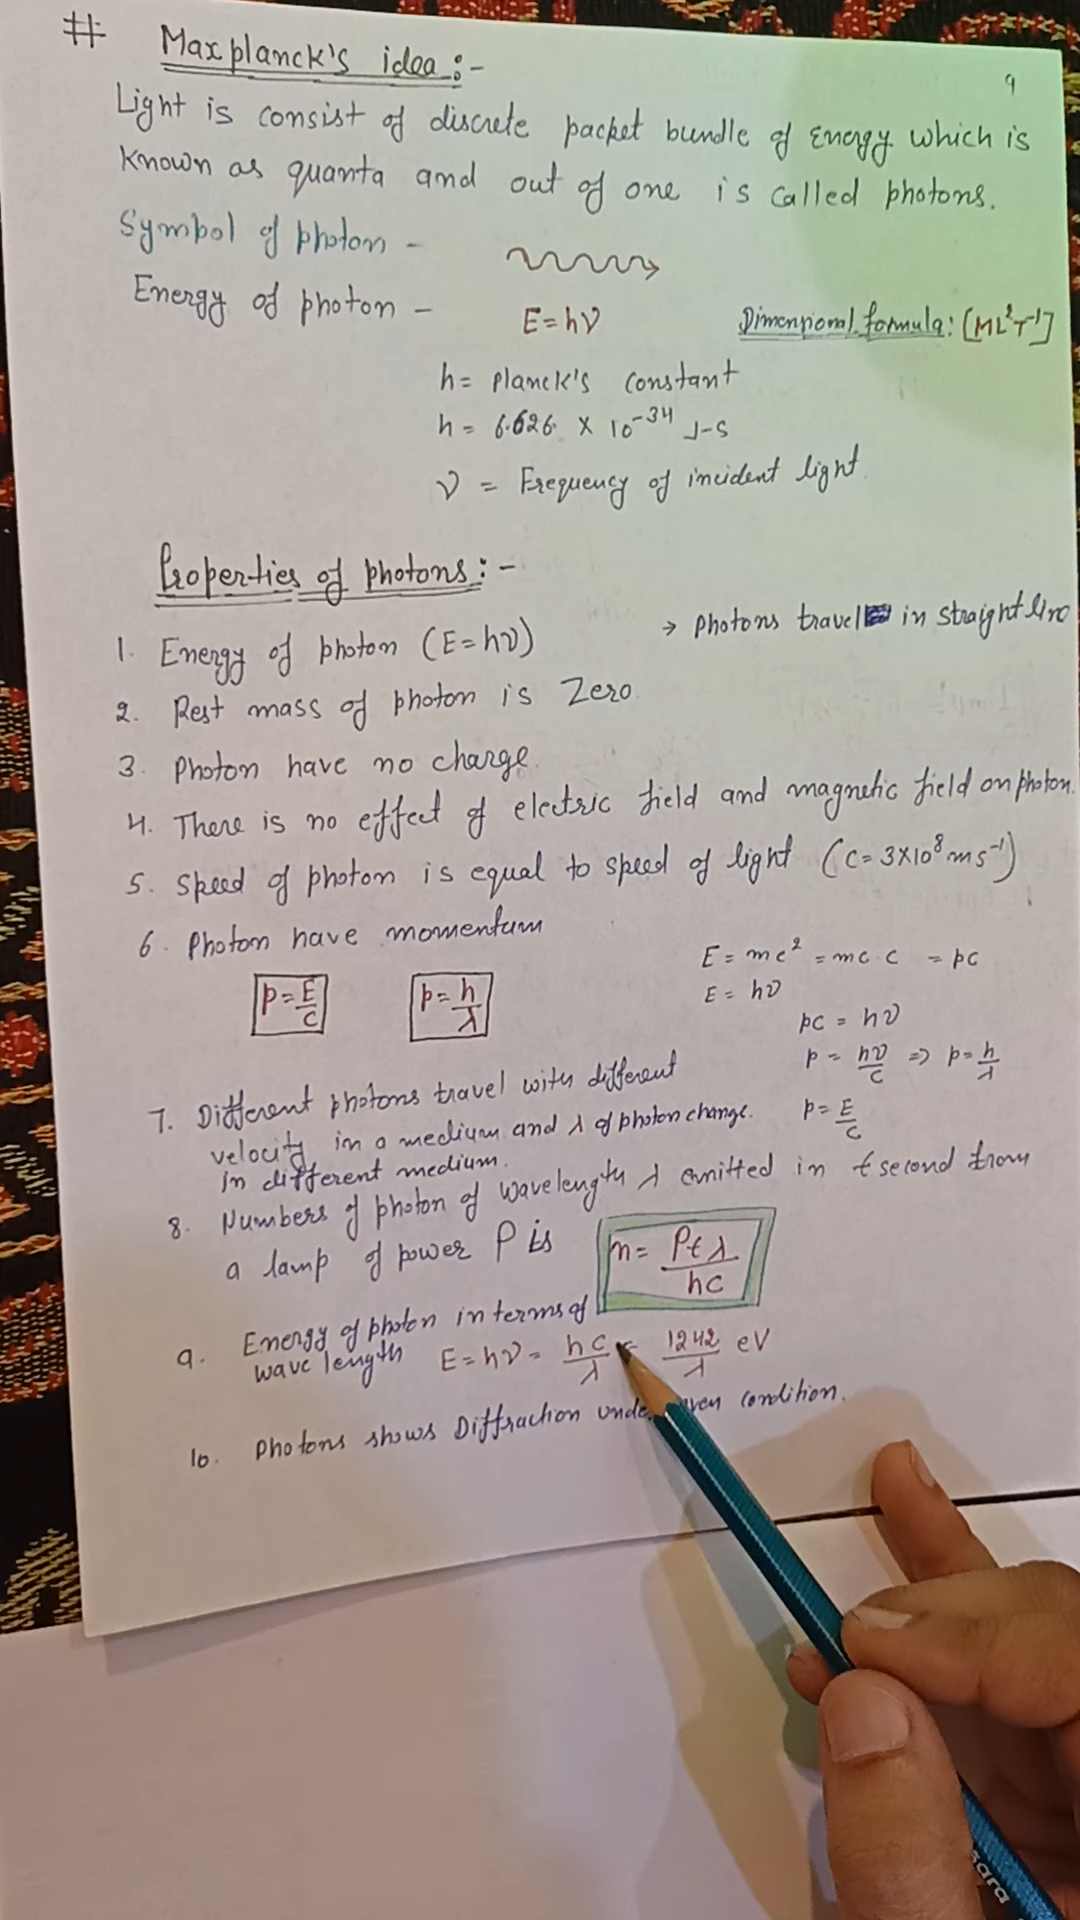 # Max planck's idea :-
9
Light is consist of discrete packet bundle of Energy which is
known as quanta and out of one is called photons.
Symbol of photon -
Energy of photon - E = hν Dimensional formula: [ML²T⁻¹]
h = Planck's constant
h = 6.626 × 10⁻³⁴ J-S
ν = Frequency of incident light
Properties of photons : -
→ Photons travel in straight line
1. Energy of photon (E = hν)
2. Rest mass of photon is Zero
3. Photon have no charge.
4. There is no effect of electric field and magnetic field on photon.
5. Speed of photon is equal to speed of light (C = 3×10⁸ ms⁻¹)
6. Photon have momentum
p = E/C p = h/λ
E = mc² = mc·c = pc
E = hν
pc = hν
p = hν/c ⇒ p = h/λ
p = E/c
7. Different photons travel with different
velocity in a medium and λ of photon change.
in different medium.
8. Numbers of photon of wavelength λ emitted in t second from
a lamp of power P is n = Ptλ/hc
9. Energy of photon in terms of
wave length E = hν = hc/λ = 1242/λ eV
10. Photons shows Diffraction condition.
sara